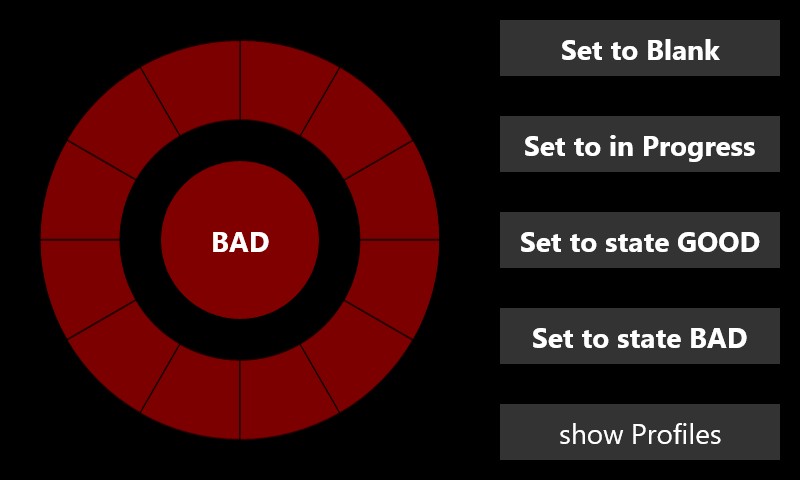 BAD
Set to Blank
Set to in Progress
Set to state GOOD
Set to state BAD
show Profiles